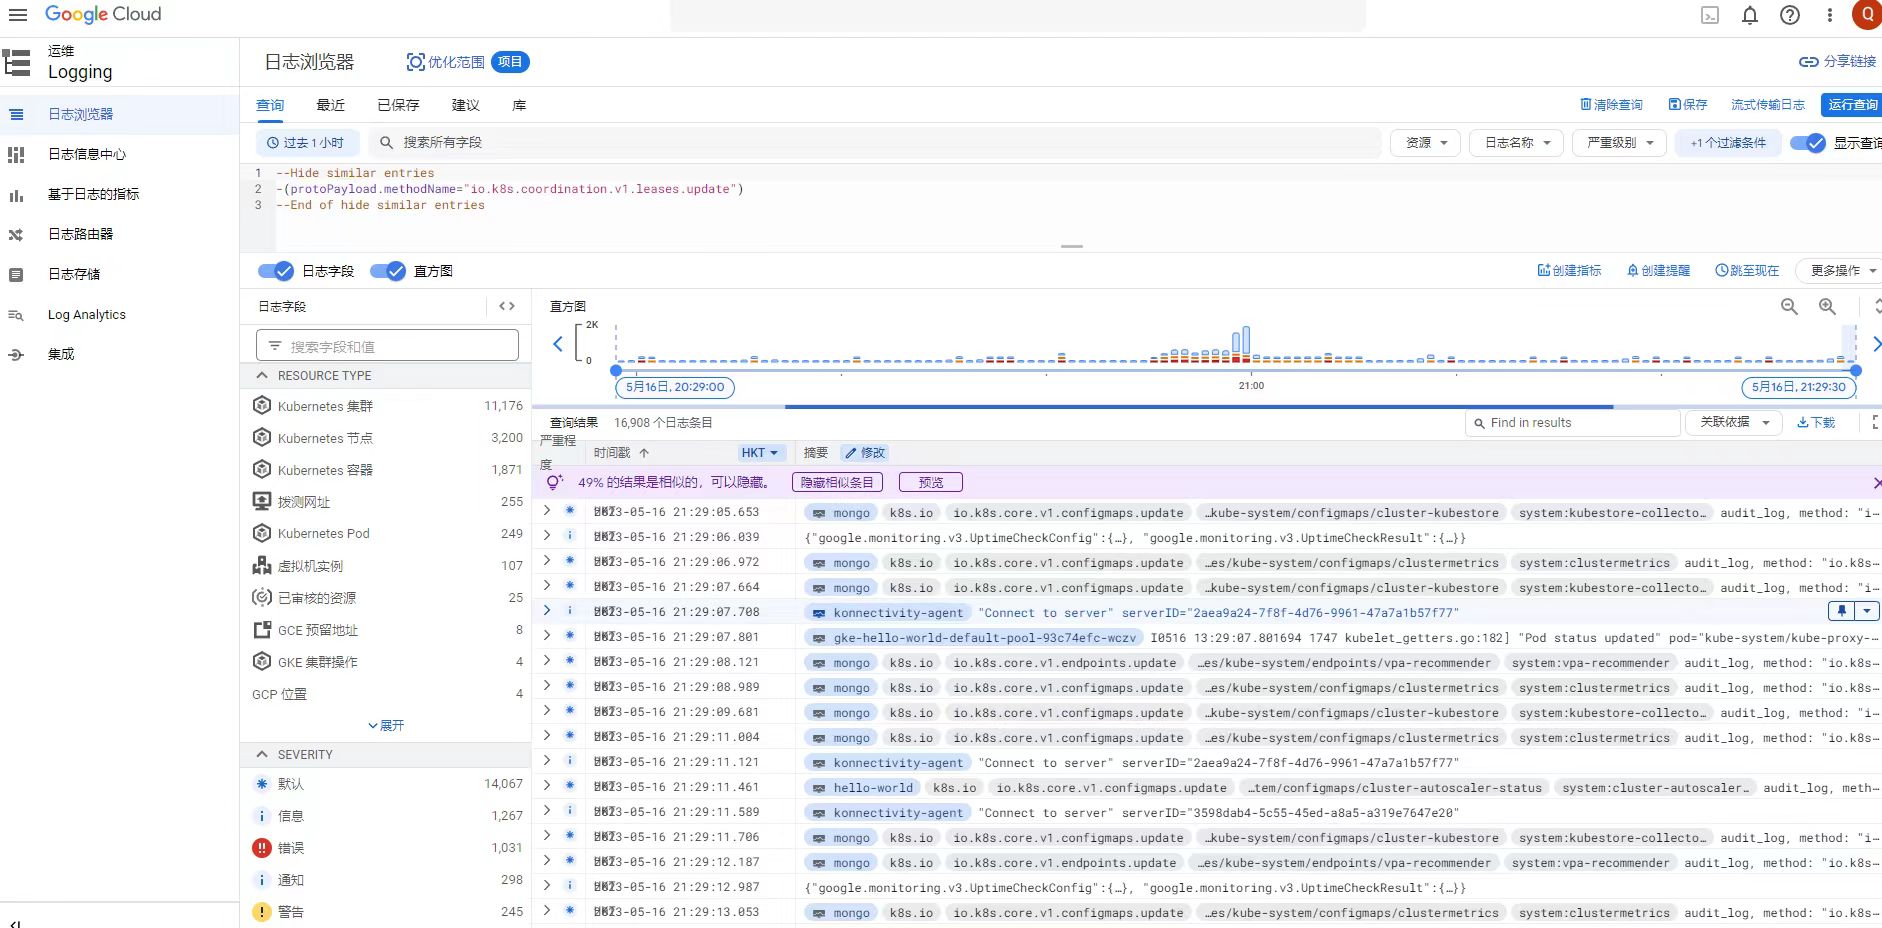 Google Cloud
Q
运维
Logging
日志浏览器
优化范围
项目
分享链接
日志浏览器
日志信息中心
基于日志的指标
日志路由器
日志存储
Log Analytics
集成
查询
最近
已保存
建议
库
清除查询
保存
流式传输日志
运行查询
过去 1 小时
搜索所有字段
资源
日志名称
严重级别
+1 个过滤条件
显示查询
1 --Hide similar entries
2 -(protoPayload.methodName="io.k8s.coordination.v1.leases.update")
3 --End of hide similar entries
日志字段
直方图
创建指标
创建提醒
跳至现在
更多操作
日志字段
搜索字段和值
RESOURCE TYPE
Kubernetes 集群 11,176
Kubernetes 节点 3,200
Kubernetes 容器 1,871
拨测网址 255
Kubernetes Pod 249
虚拟机实例 107
已审核的资源 25
GCE 预留地址 8
GKE 集群操作 4
GCP 位置 4
展开
SEVERITY
默认 14,067
信息 1,267
错误 1,031
通知 298
警告 245
直方图
2K
0
5月16日, 20:29:00
21:00
5月16日, 21:29:30
查询结果 16,908 个日志条目
Find in results
关联依据
下载
严重程度
时间戳
HKT
摘要
修改
49% 的结果是相似的，可以隐藏。
隐藏相似条目
预览
2023-05-16 21:29:05.653 mongo k8s.io io.k8s.core.v1.configmaps.update …kube-system/configmaps/cluster-kubestore system:kubestore-collecto… audit_log, method: "i…
2023-05-16 21:29:06.039 {"google.monitoring.v3.UptimeCheckConfig":{…}, "google.monitoring.v3.UptimeCheckResult":{…}}
2023-05-16 21:29:06.972 mongo k8s.io io.k8s.core.v1.configmaps.update …es/kube-system/configmaps/clustermetrics system:clustermetrics audit_log, method: "io.k8s…
2023-05-16 21:29:07.664 mongo k8s.io io.k8s.core.v1.configmaps.update …kube-system/configmaps/cluster-kubestore system:kubestore-collecto… audit_log, method: "i…
2023-05-16 21:29:07.708 konnectivity-agent "Connect to server" serverID="2aea9a24-7f8f-4d76-9961-47a7a1b57f77"
2023-05-16 21:29:07.801 gke-hello-world-default-pool-93c74efc-wczv I0516 13:29:07.801694 1747 kubelet_getters.go:182] "Pod status updated" pod="kube-system/kube-proxy-…
2023-05-16 21:29:08.121 mongo k8s.io io.k8s.core.v1.endpoints.update …es/kube-system/endpoints/vpa-recommender system:vpa-recommender audit_log, method: "io.k8s…
2023-05-16 21:29:08.989 mongo k8s.io io.k8s.core.v1.configmaps.update …es/kube-system/configmaps/clustermetrics system:clustermetrics audit_log, method: "io.k8s…
2023-05-16 21:29:09.681 mongo k8s.io io.k8s.core.v1.configmaps.update …kube-system/configmaps/cluster-kubestore system:kubestore-collecto… audit_log, method: "i…
2023-05-16 21:29:11.004 mongo k8s.io io.k8s.core.v1.configmaps.update …es/kube-system/configmaps/clustermetrics system:clustermetrics audit_log, method: "io.k8s…
2023-05-16 21:29:11.121 konnectivity-agent "Connect to server" serverID="2aea9a24-7f8f-4d76-9961-47a7a1b57f77"
2023-05-16 21:29:11.461 hello-world k8s.io io.k8s.core.v1.configmaps.update …tem/configmaps/cluster-autoscaler-status system:cluster-autoscaler… audit_log, meth…
2023-05-16 21:29:11.589 konnectivity-agent "Connect to server" serverID="3598dab4-5c55-45ed-a8a5-a319e7647e20"
2023-05-16 21:29:11.706 mongo k8s.io io.k8s.core.v1.configmaps.update …kube-system/configmaps/cluster-kubestore system:kubestore-collecto… audit_log, method: "i…
2023-05-16 21:29:12.187 mongo k8s.io io.k8s.core.v1.endpoints.update …es/kube-system/endpoints/vpa-recommender system:vpa-recommender audit_log, method: "io.k8s…
2023-05-16 21:29:12.987 {"google.monitoring.v3.UptimeCheckConfig":{…}, "google.monitoring.v3.UptimeCheckResult":{…}}
2023-05-16 21:29:13.053 mongo k8s.io io.k8s.core.v1.configmaps.update …es/kube-system/configmaps/clustermetrics system:clustermetrics audit_log, method: "io.k8s…